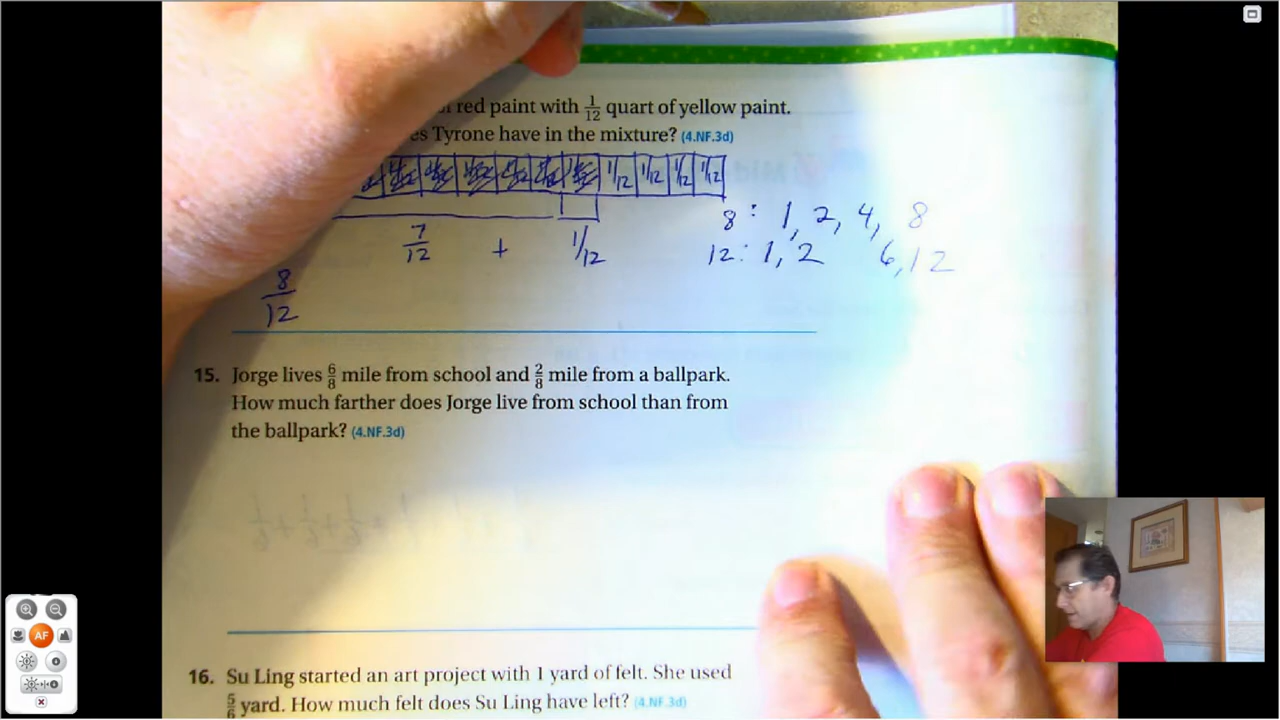 red paint with 1/12 quart of yellow paint.
Tyrone have in the mixture? (4.NF.3d)
1/12 1/12 1/12 1/12
7/12 + 1/12
8/12
8: 1, 2, 4, 8
12: 1, 2 6, 12
15. Jorge lives 6/8 mile from school and 2/8 mile from a ballpark.
How much farther does Jorge live from school than from
the ballpark? (4.NF.3d)
16. Su Ling started an art project with 1 yard of felt. She used
5/6 yard. How much felt does Su Ling have left? (4.NF.3d)
AF